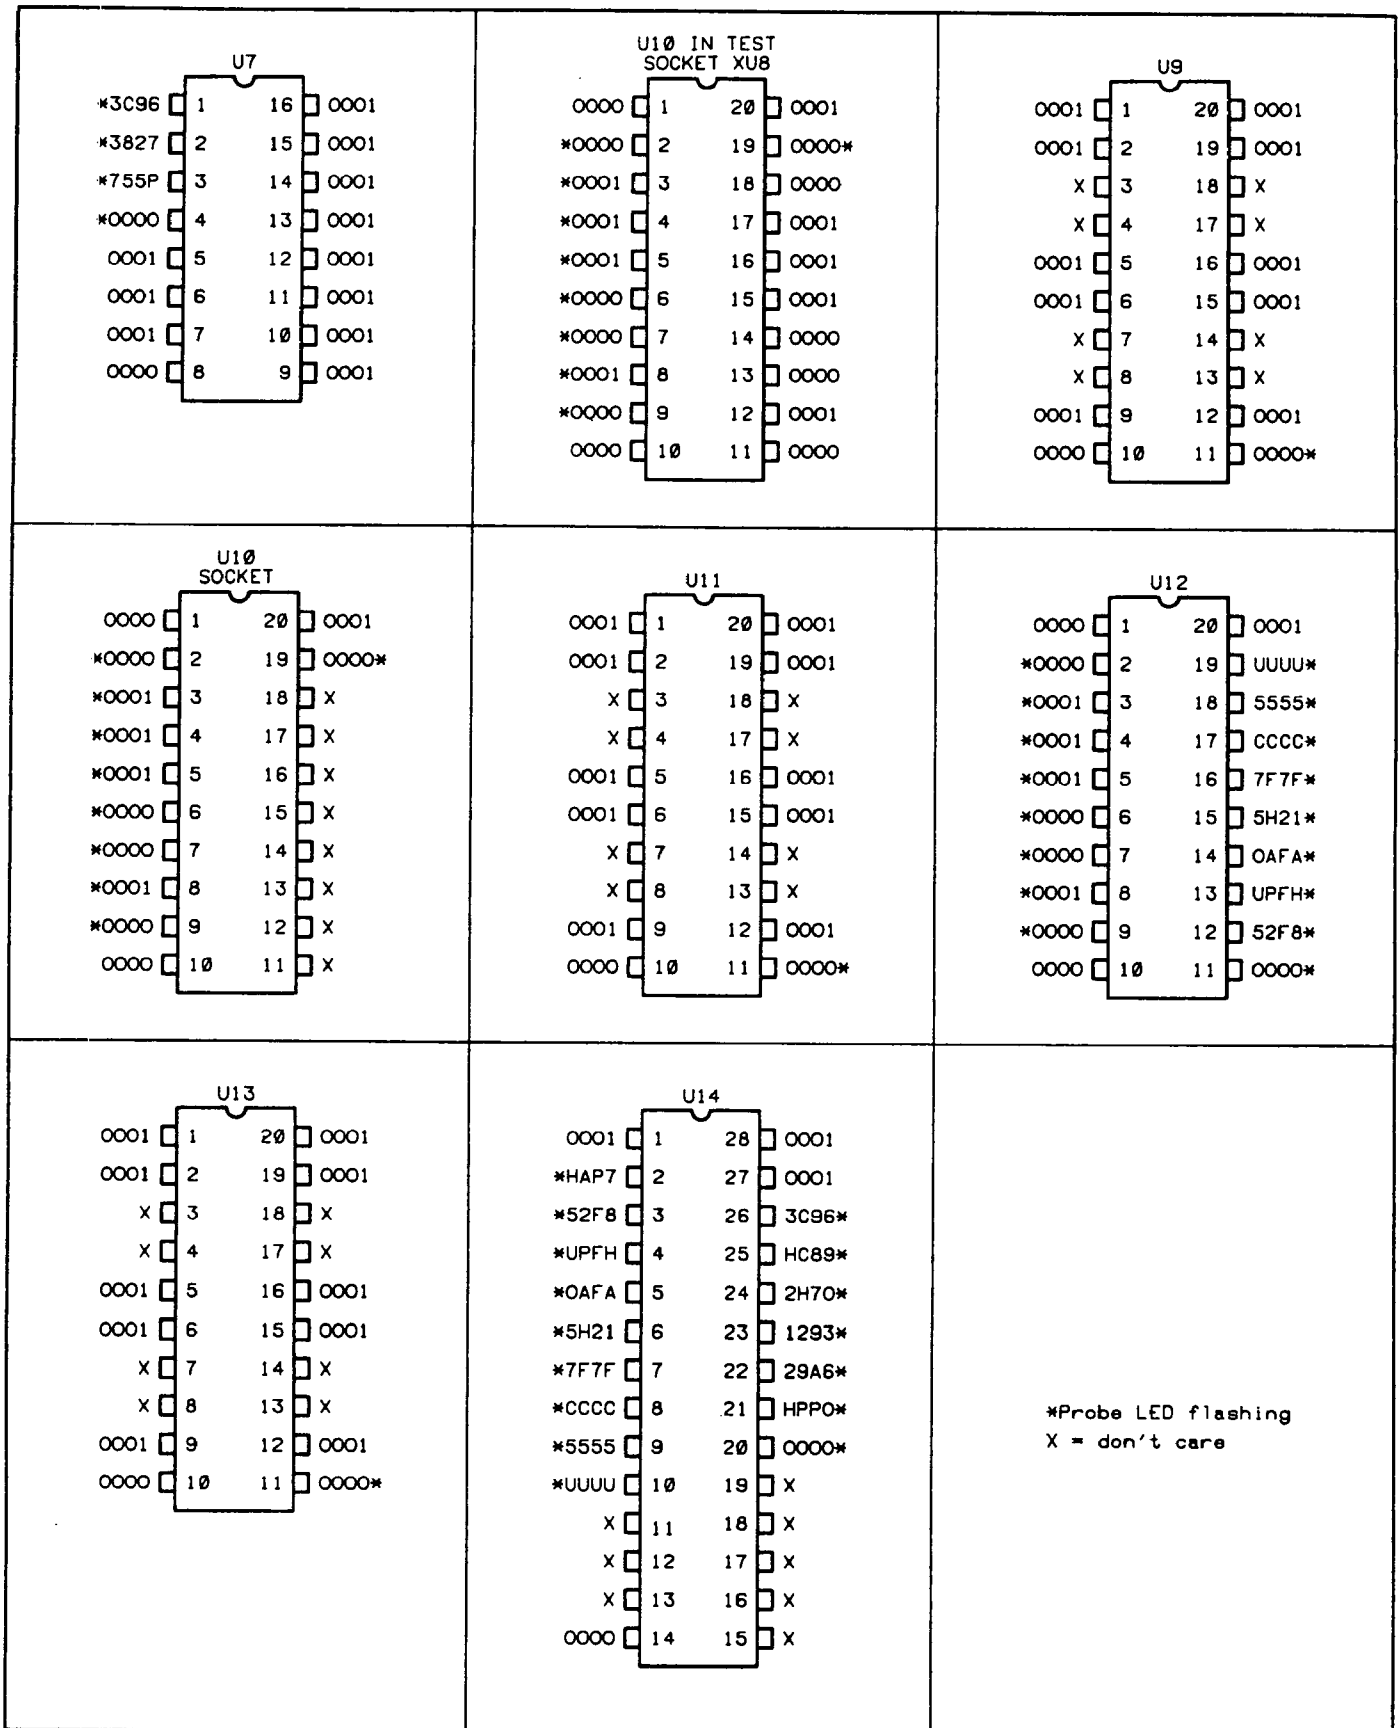 U7
*3C96 1 16 0001
*3827 2 15 0001
*755P 3 14 0001
*0000 4 13 0001
0001 5 12 0001
0001 6 11 0001
0001 7 10 0001
0000 8 9 0001
U10 IN TEST
SOCKET XU8
0000 1 20 0001
*0000 2 19 0000*
*0001 3 18 0000
*0001 4 17 0001
*0001 5 16 0001
*0000 6 15 0001
*0000 7 14 0000
*0001 8 13 0000
*0000 9 12 0001
0000 10 11 0000
U9
0001 1 20 0001
0001 2 19 0001
X 3 18 X
X 4 17 X
0001 5 16 0001
0001 6 15 0001
X 7 14 X
X 8 13 X
0001 9 12 0001
0000 10 11 0000*
U10
SOCKET
0000 1 20 0001
*0000 2 19 0000*
*0001 3 18 X
*0001 4 17 X
*0001 5 16 X
*0000 6 15 X
*0000 7 14 X
*0001 8 13 X
*0000 9 12 X
0000 10 11 X
U11
0001 1 20 0001
0001 2 19 0001
X 3 18 X
X 4 17 X
0001 5 16 0001
0001 6 15 0001
X 7 14 X
X 8 13 X
0001 9 12 0001
0000 10 11 0000*
U12
0000 1 20 0001
*0000 2 19 UUUU*
*0001 3 18 5555*
*0001 4 17 CCCC*
*0001 5 16 7F7F*
*0000 6 15 5H21*
*0000 7 14 0AFA*
*0001 8 13 UPFH*
*0000 9 12 52F8*
0000 10 11 0000*
U13
0001 1 20 0001
0001 2 19 0001
X 3 18 X
X 4 17 X
0001 5 16 0001
0001 6 15 0001
X 7 14 X
X 8 13 X
0001 9 12 0001
0000 10 11 0000*
U14
0001 1 28 0001
*HAP7 2 27 0001
*52F8 3 26 3C96*
*UPFH 4 25 HC89*
*0AFA 5 24 2H70*
*5H21 6 23 1293*
*7F7F 7 22 29A6*
*CCCC 8 21 HPP0*
*5555 9 20 0000*
*UUUU 10 19 X
X 11 18 X
X 12 17 X
X 13 16 X
0000 14 15 X
*Probe LED flashing
X = don't care